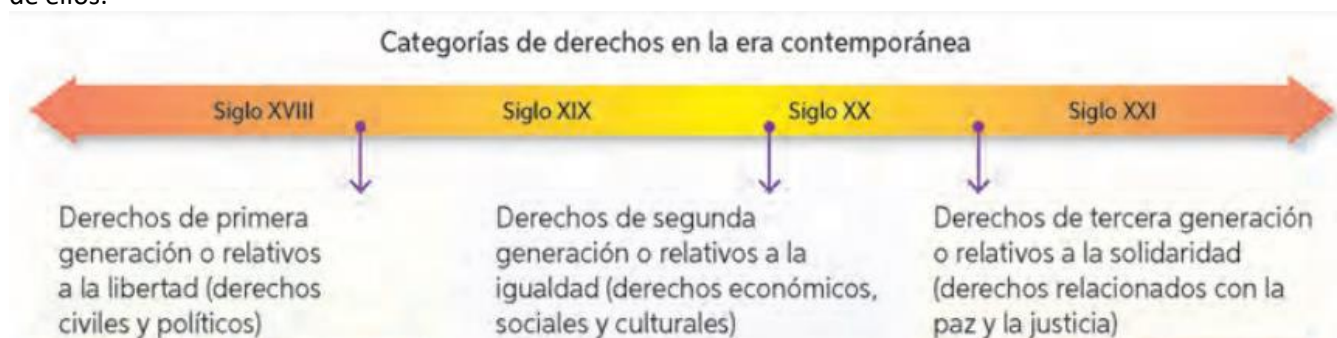 de ellos.
Categorías de derechos en la era contemporánea
Siglo XVIII
Siglo XIX
Siglo XX
Siglo XXI
Derechos de primera
generación o relativos
a la libertad (derechos
civiles y políticos)
Derechos de segunda
generación o relativos a la
igualdad (derechos económicos,
sociales y culturales)
Derechos de tercera generación
o relativos a la solidaridad
(derechos relacionados con la
paz y la justicia)